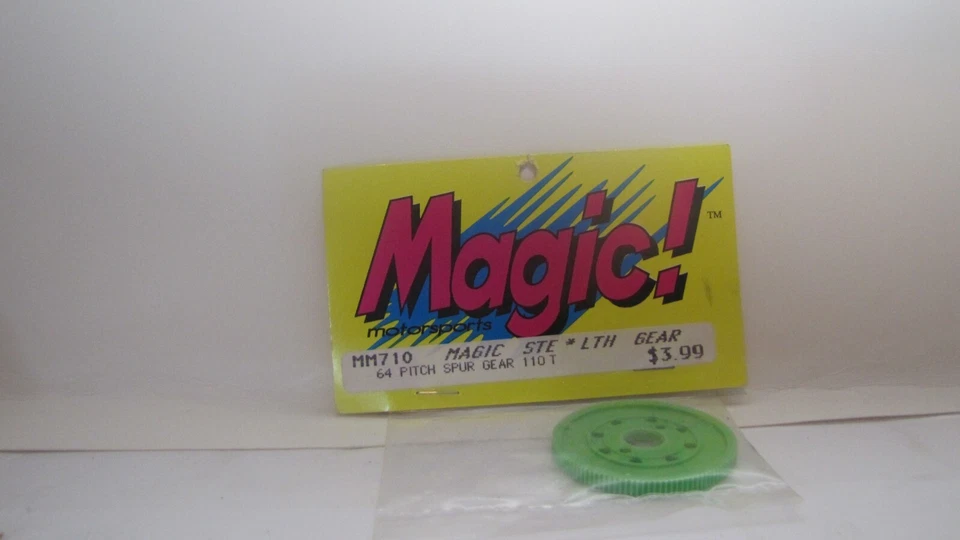 Magic!™
motorsports
MM710 MAGIC STE*LTH GEAR
64 PITCH SPUR GEAR 110T $3.99